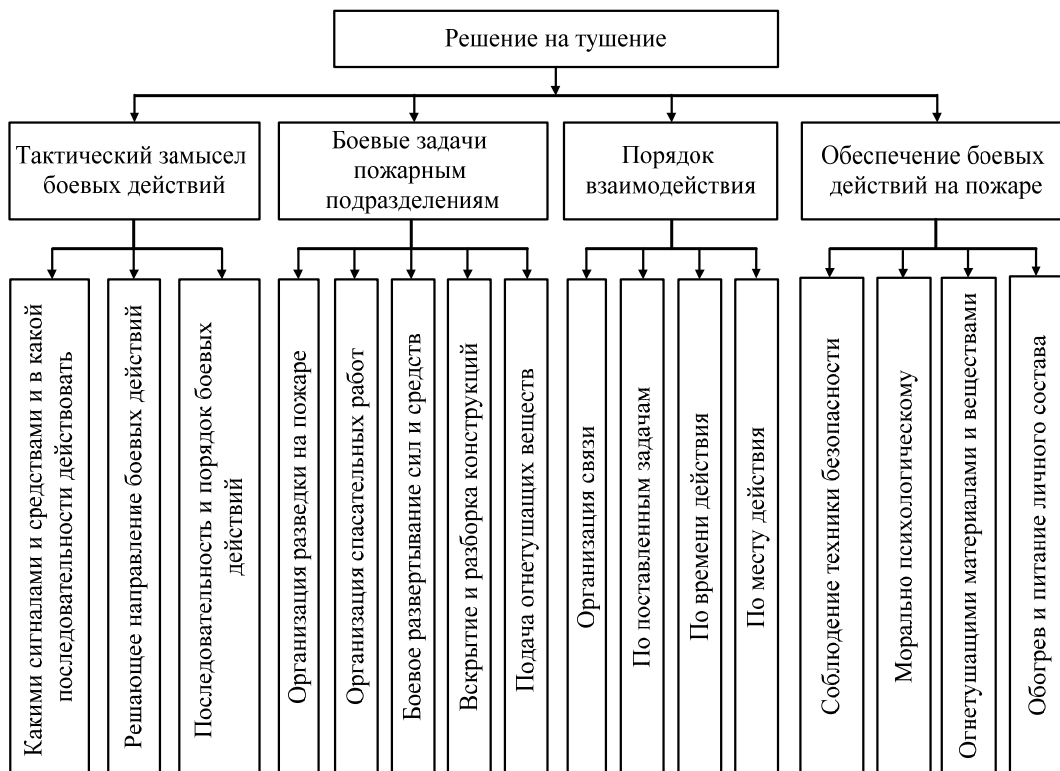 Решение на тушение
Тактический замысел
боевых действий
Боевые задачи
пожарным
подразделениям
Порядок
взаимодействия
Обеспечение боевых
действий на пожаре
Какими сигналами и средствами и в какой
последовательности действовать
Решающее направление боевых действий
Последовательность и порядок боевых
действий
Организация разведки на пожаре
Организация спасательных работ
Боевое развертывание сил и средств
Вскрытие и разборка конструкций
Подача огнетушащих веществ
Организация связи
По поставленным задачам
По времени действия
По месту действия
Соблюдение техники безопасности
Морально психологическому
Огнетушащими материалами и веществами
Обогрев и питание личного состава